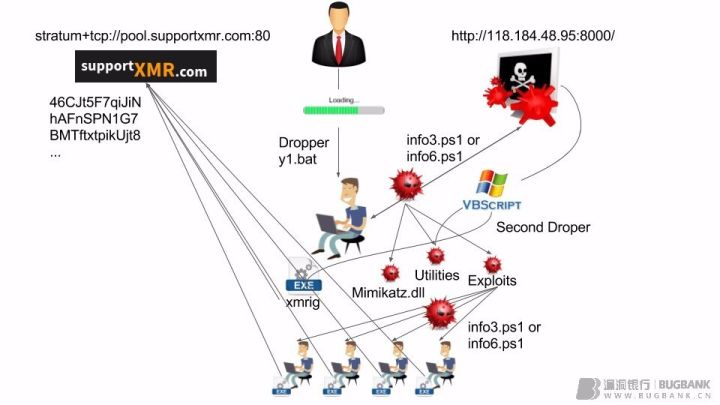 stratum+tcp://pool.supportxmr.com:80
http://118.184.48.95:8000/
supportXMR.com
46CJt5F7qiJiN
hAFnSPN1G7
BMTftxtpikUjt8
...
Loading...
Dropper
y1.bat
info3.ps1 or
info6.ps1
VBSCRIPT
Second Droper
EXE
xmrig
Mimikatz.dll
Utilities
Exploits
info3.ps1 or
info6.ps1
EXE
EXE
EXE
EXE
漏洞银行 BUGBANK
WWW.BUGBANK.CN